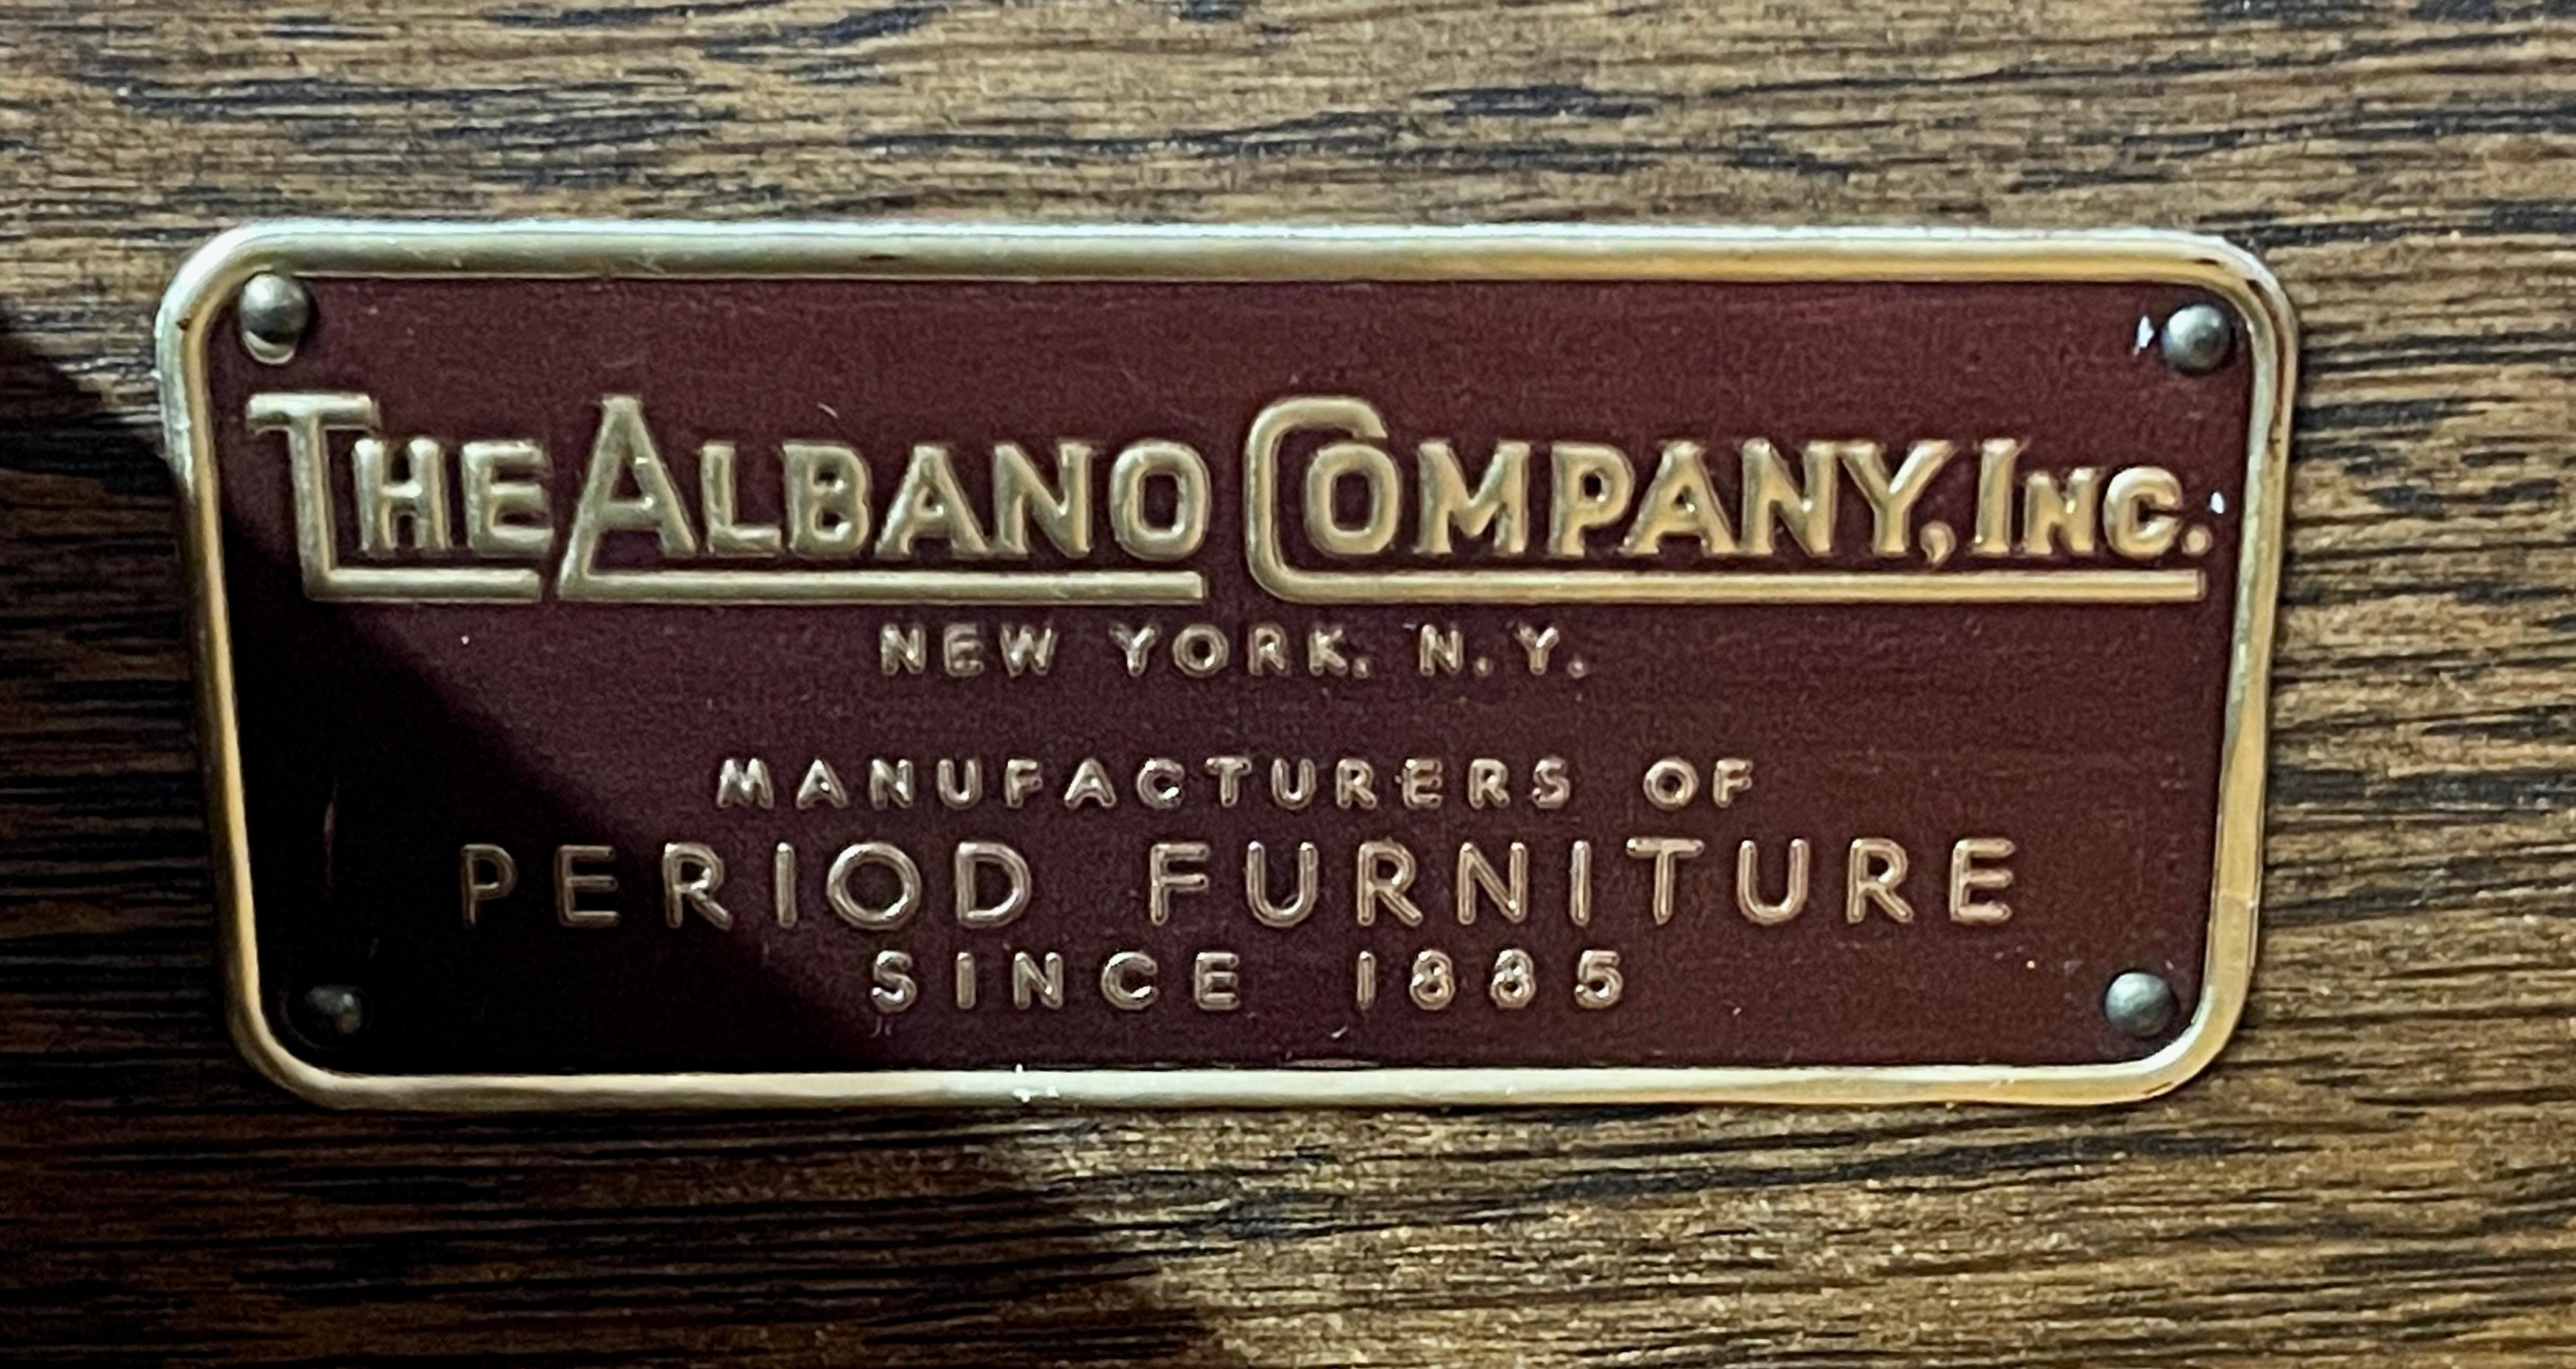 THE ALBANO COMPANY, INC.
NEW YORK, N.Y.
MANUFACTURERS OF
PERIOD FURNITURE
SINCE 1885